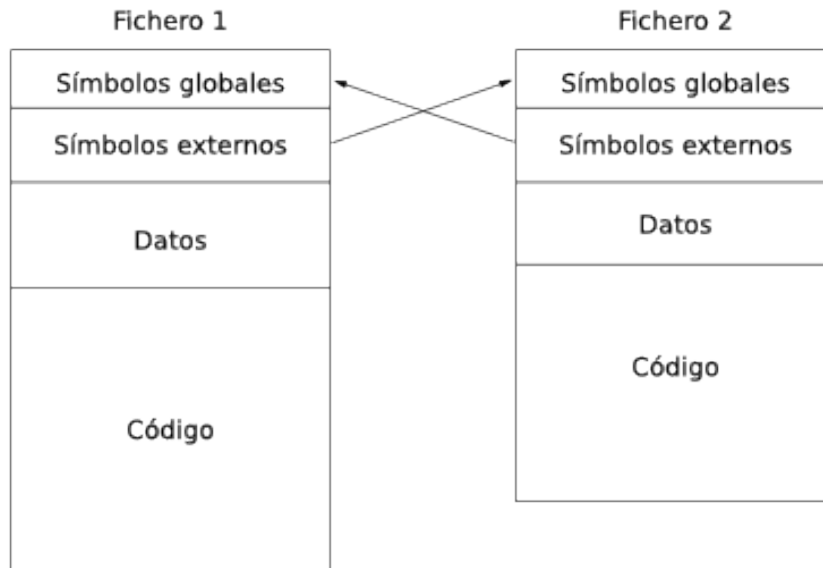 Fichero 1
Símbolos globales
Símbolos externos
Datos
Código
Fichero 2
Símbolos globales
Símbolos externos
Datos
Código